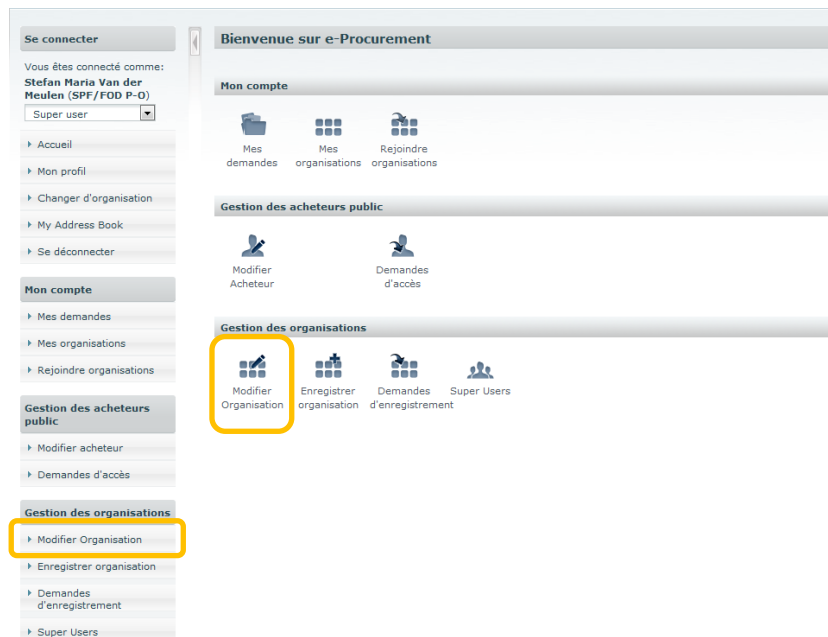 Se connecter
Vous êtes connecté comme:
Stefan Maria Van der
Meulen (SPF/FOD P-O)
Super user
Accueil
Mon profil
Changer d'organisation
My Address Book
Se déconnecter
Mon compte
Mes demandes
Mes organisations
Rejoindre organisations
Gestion des acheteurs
public
Modifier acheteur
Demandes d'accès
Gestion des organisations
Modifier Organisation
Enregistrer organisation
Demandes
d'enregistrement
Super Users
Bienvenue sur e-Procurement
Mon compte
Mes
demandes
Mes
organisations
Rejoindre
organisations
Gestion des acheteurs public
Modifier
Acheteur
Demandes
d'accès
Gestion des organisations
Modifier
Organisation
Enregistrer
organisation
Demandes
d'enregistrement
Super Users